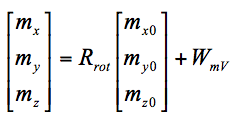 [m_x m_y m_z] = R_rot [m_x0 m_y0 m_z0] + W_mV